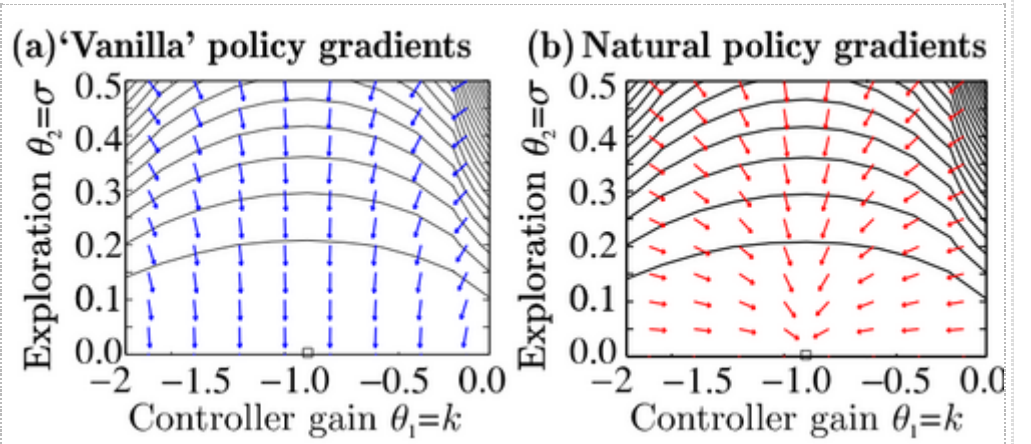 (a)‘Vanilla’ policy gradients
Exploration θ₂=σ
0.5
0.4
0.3
0.2
0.1
0.0
−2 −1.5 −1.0 −0.5 0.0
Controller gain θ₁=k
(b) Natural policy gradients
Exploration θ₂=σ
0.5
0.4
0.3
0.2
0.1
0.0
−2 −1.5 −1.0 −0.5 0.0
Controller gain θ₁=k